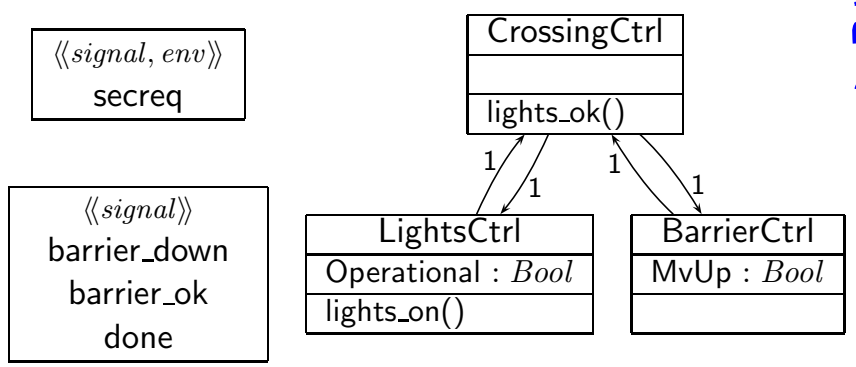 ⟨⟨signal, env⟩⟩
secreq
⟨⟨signal⟩⟩
barrier_down
barrier_ok
done
CrossingCtrl
lights_ok()
1
1
1
1
LightsCtrl
Operational : Bool
lights_on()
BarrierCtrl
MvUp : Bool